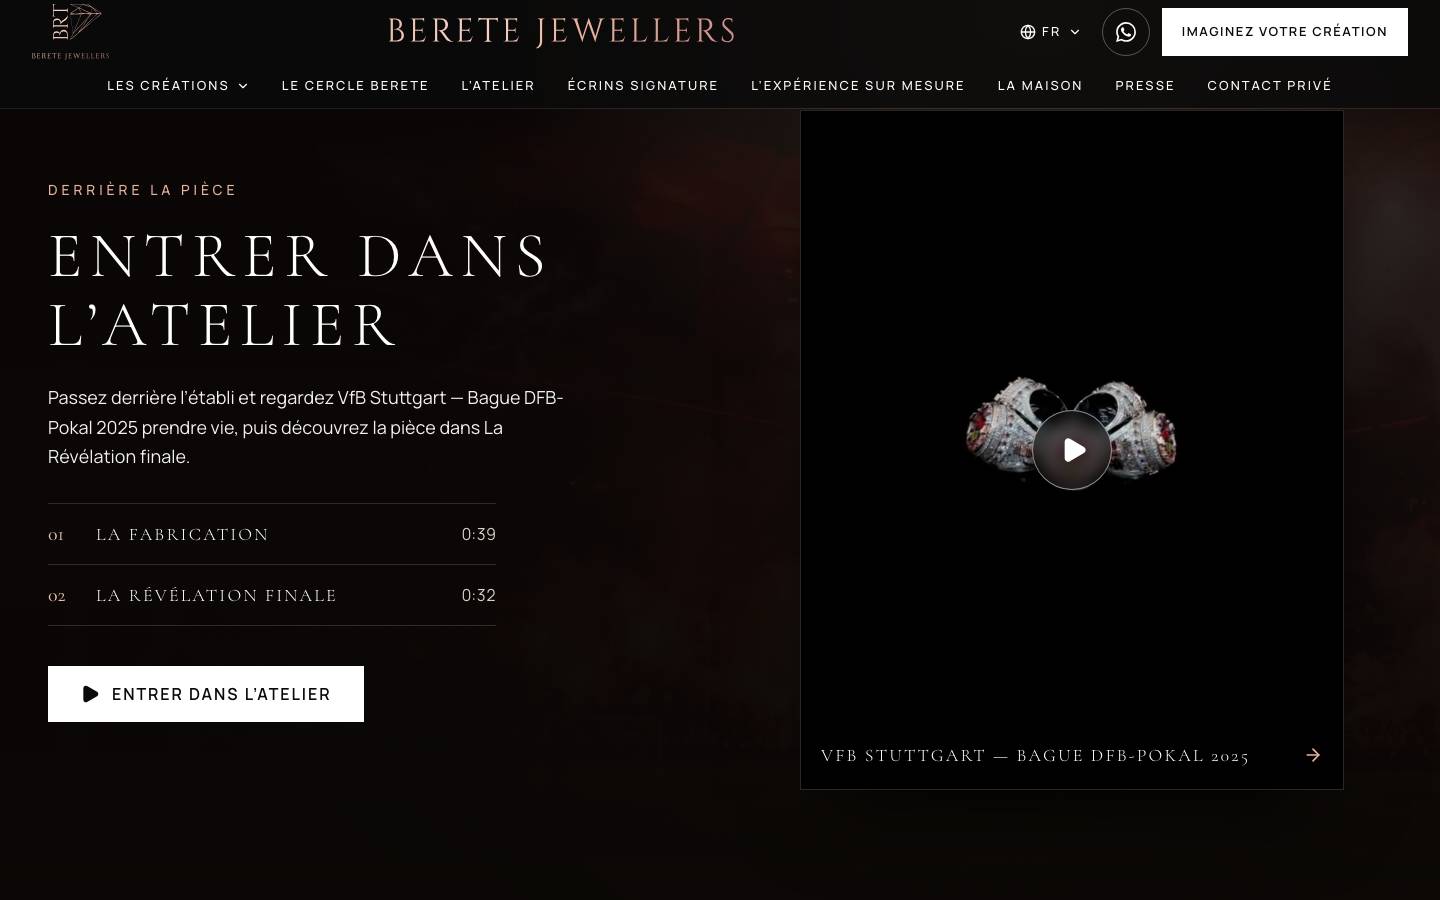 BRT
BERETE JEWELLERS
BERETE JEWELLERS
FR
IMAGINEZ VOTRE CRÉATION
LES CRÉATIONS
LE CERCLE BERETE
L’ATELIER
ÉCRINS SIGNATURE
L’EXPÉRIENCE SUR MESURE
LA MAISON
PRESSE
CONTACT PRIVÉ
DERRIÈRE LA PIÈCE
ENTRER DANS
L’ATELIER
Passez derrière l’établi et regardez VfB Stuttgart — Bague DFB-
Pokal 2025 prendre vie, puis découvrez la pièce dans La
Révélation finale.
01 LA FABRICATION 0:39
02 LA RÉVÉLATION FINALE 0:32
ENTRER DANS L’ATELIER
VFB STUTTGART — BAGUE DFB-POKAL 2025